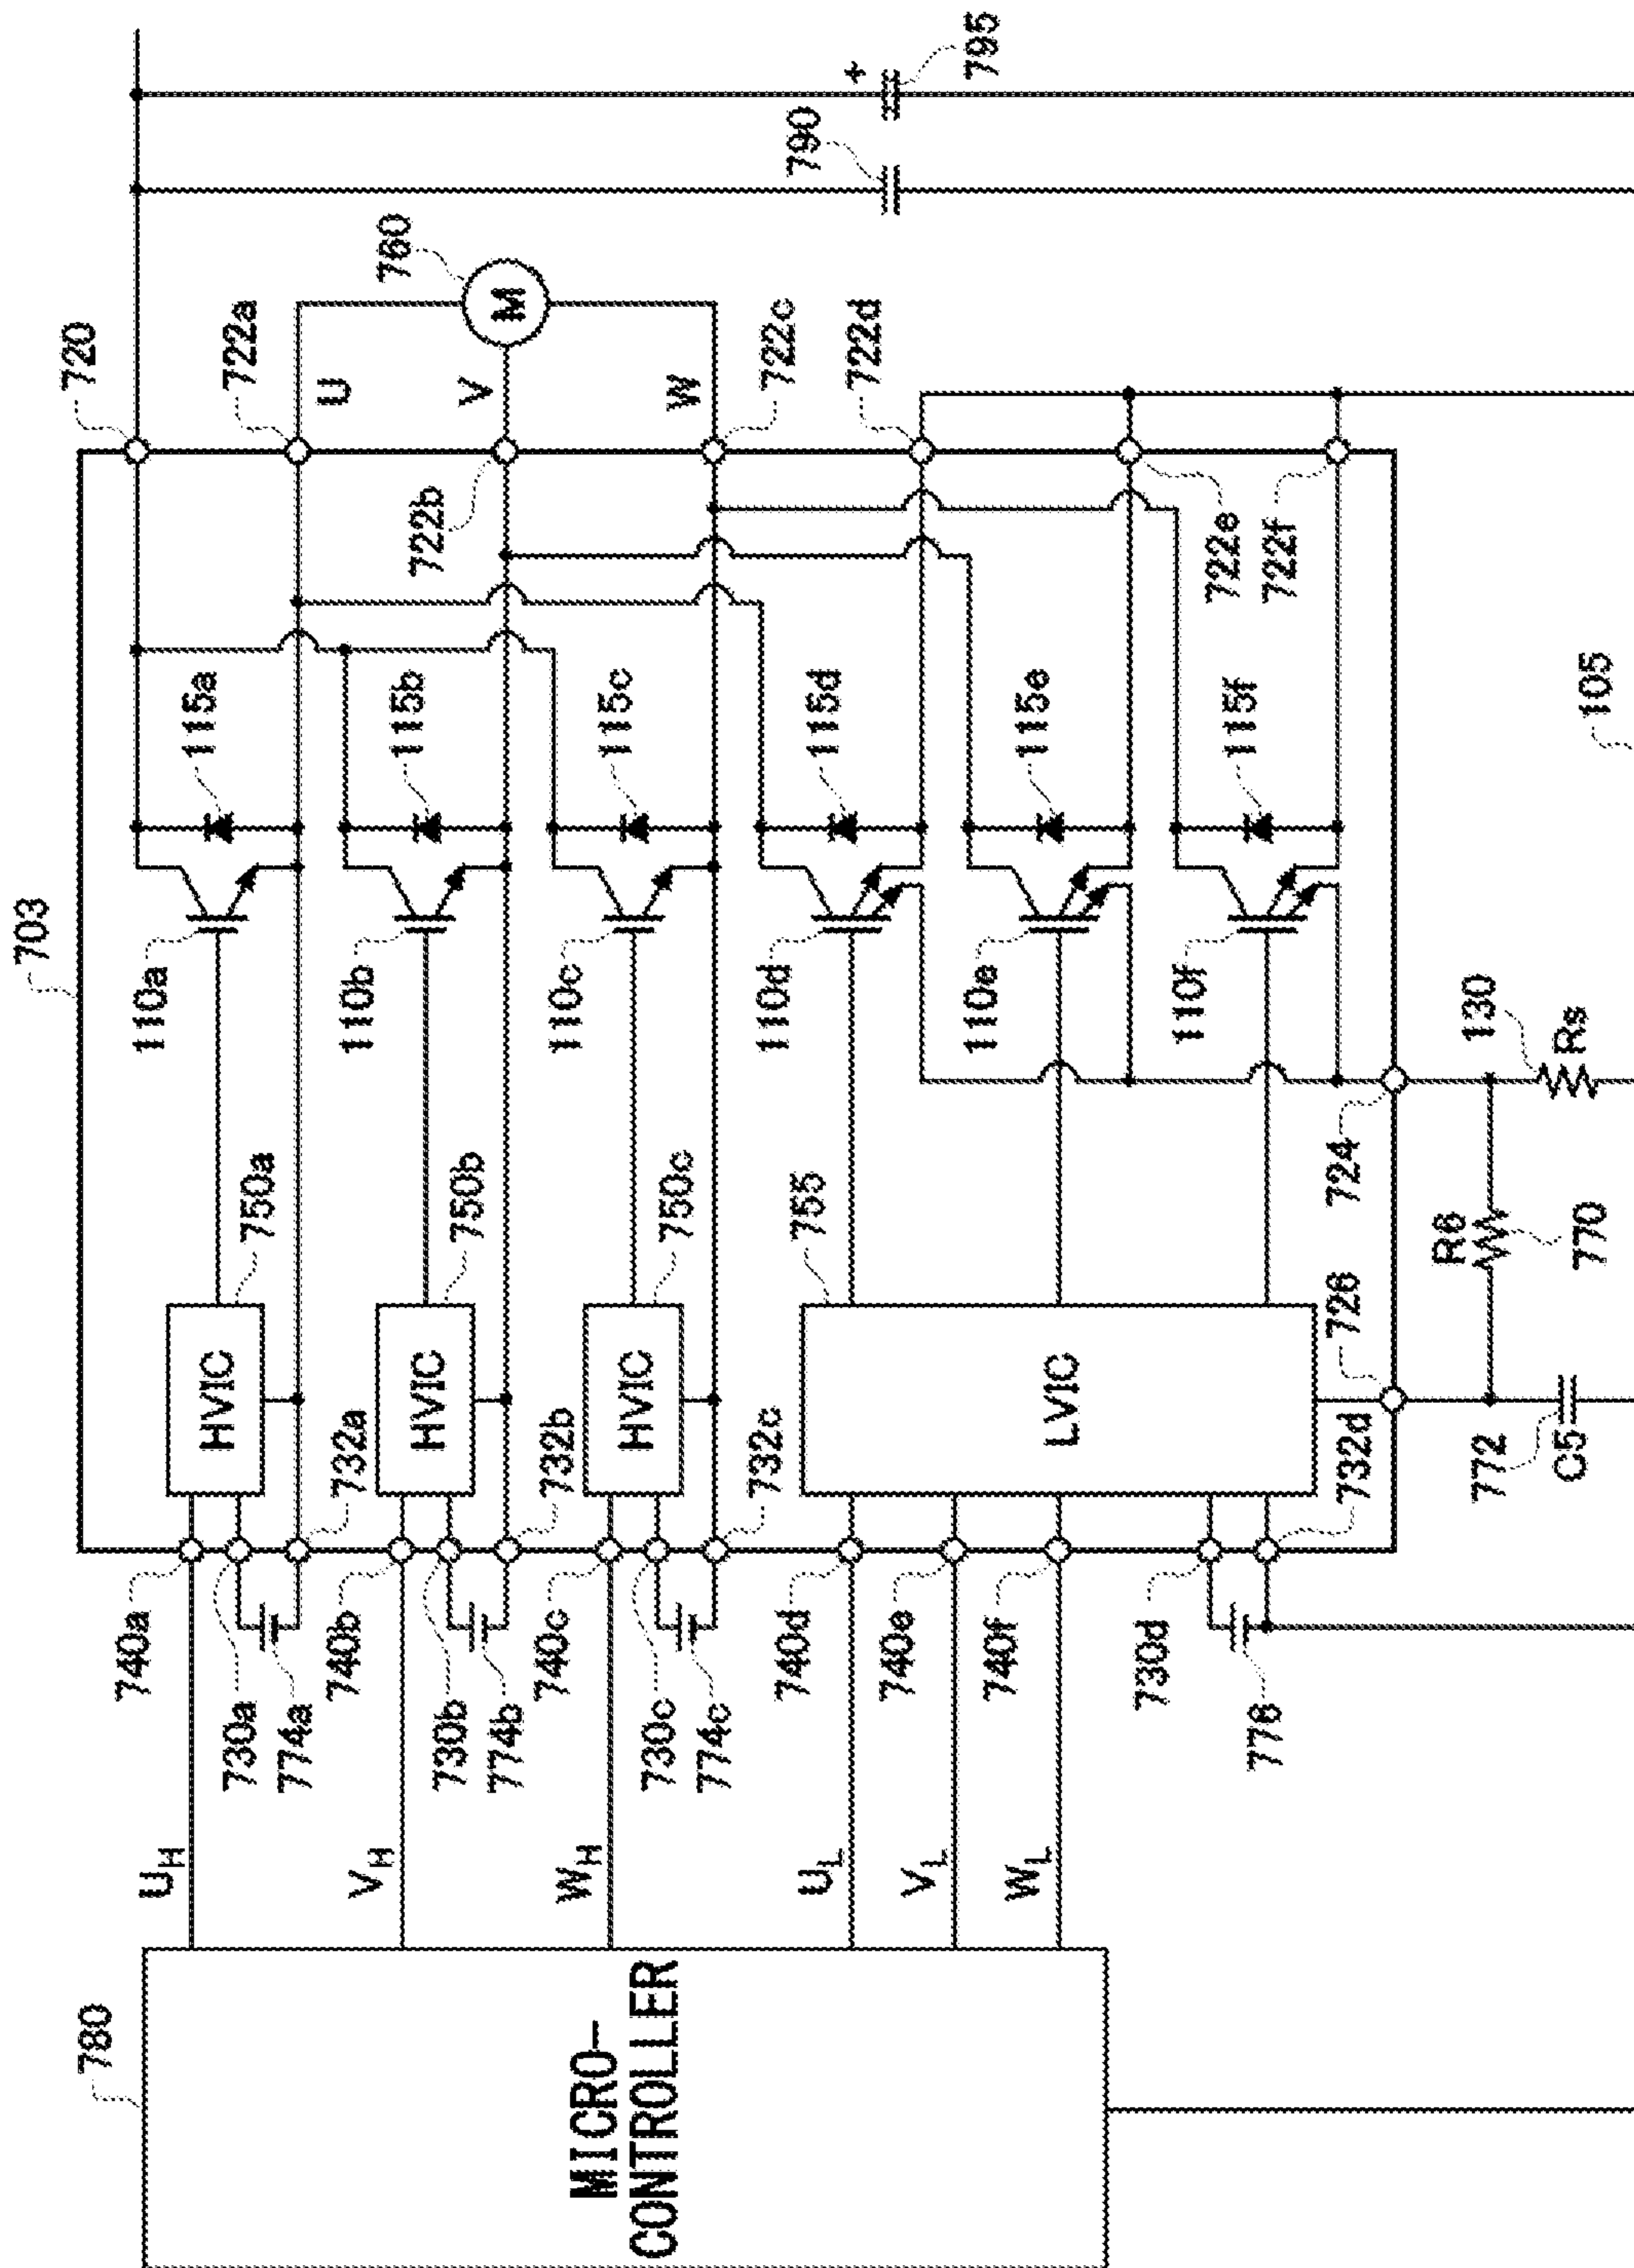 703
720
722a
U
V
722b
W
722c
722d
722e
722f
760
M
790
+
795
780
MICRO-
CONTROLLER
UH
VH
WH
UL
VL
WL
740a
730a
774a
732a
740b
730b
774b
732b
740c
730c
774c
732c
740d
740e
740f
730d
776
732d
HVIC
750a
HVIC
750b
HVIC
750c
LVIC
755
110a
115a
110b
115b
110c
115c
110d
115d
110e
115e
110f
115f
726
724
R6
770
772
C5
130
Rs
105